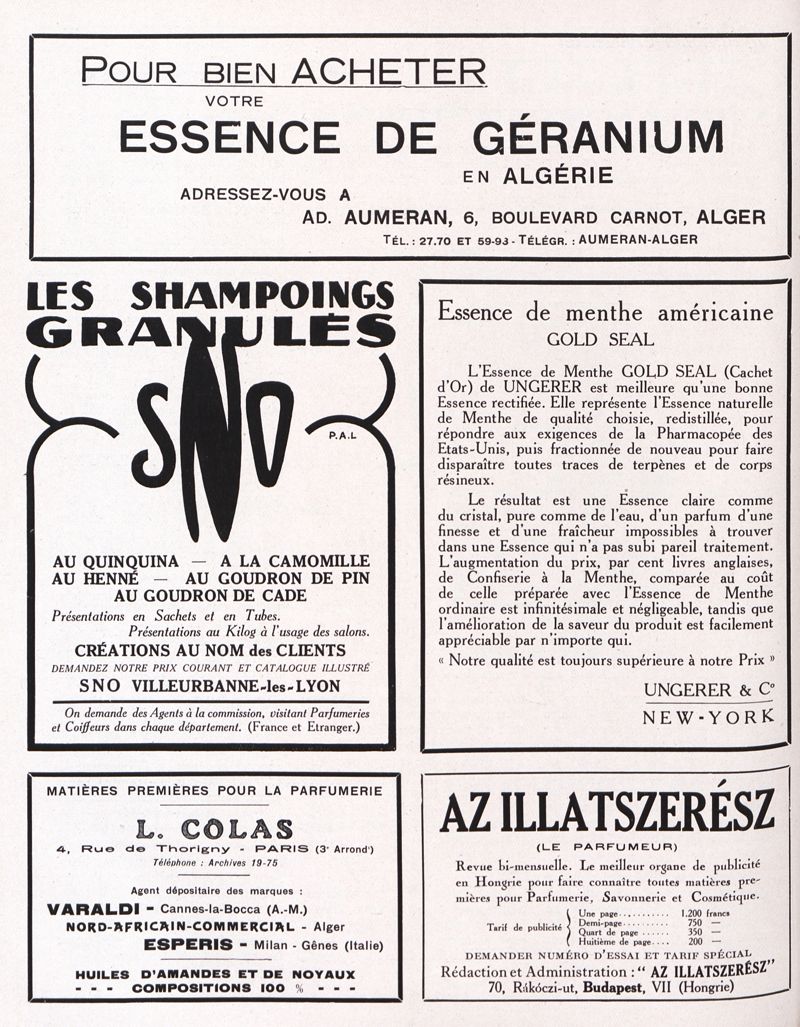 POUR BIEN ACHETER
VOTRE
ESSENCE DE GÉRANIUM
EN ALGÉRIE
ADRESSEZ-VOUS A
AD. AUMERAN, 6, BOULEVARD CARNOT, ALGER
TÉL. : 27.70 ET 59-93 - TÉLÉGR. : AUMERAN-ALGER
LES SHAMPOINGS
GRANULÉS
SNO
P.A.L
AU QUINQUINA — A LA CAMOMILLE
AU HENNÉ — AU GOUDRON DE PIN
AU GOUDRON DE CADE
Présentations en Sachets et en Tubes.
Présentations au Kilog à l'usage des salons.
CRÉATIONS AU NOM des CLIENTS
DEMANDEZ NOTRE PRIX COURANT ET CATALOGUE ILLUSTRÉ
SNO VILLEURBANNE-les-LYON
On demande des Agents à la commission, visitant Parfumeries
et Coiffeurs dans chaque département. (France et Etranger.)
Essence de menthe américaine
GOLD SEAL
L'Essence de Menthe GOLD SEAL (Cachet
d'Or) de UNGERER est meilleure qu'une bonne
Essence rectifiée. Elle représente l'Essence naturelle
de Menthe de qualité choisie, redistillée, pour
répondre aux exigences de la Pharmacopée des
Etats-Unis, puis fractionnée de nouveau pour faire
disparaître toutes traces de terpènes et de corps
résineux.
Le résultat est une Essence claire comme
du cristal, pure comme de l'eau, d'un parfum d'une
finesse et d'une fraîcheur impossibles à trouver
dans une Essence qui n'a pas subi pareil traitement.
L'augmentation du prix, par cent livres anglaises,
de Confiserie à la Menthe, comparée au coût
de celle préparée avec l'Essence de Menthe
ordinaire est infinitésimale et négligeable, tandis que
l'amélioration de la saveur du produit est facilement
appréciable par n'importe qui.
« Notre qualité est toujours supérieure à notre Prix »
UNGERER & Cº
NEW-YORK
MATIÈRES PREMIÈRES POUR LA PARFUMERIE
L. COLAS
4, Rue de Thorigny - PARIS (3ᵉ Arrondᵗ)
Téléphone : Archives 19-75
Agent dépositaire des marques :
VARALDI - Cannes-la-Bocca (A.-M.)
NORD-AFRICAIN-COMMERCIAL - Alger
ESPERIS - Milan - Gênes (Italie)
HUILES D'AMANDES ET DE NOYAUX
- - - COMPOSITIONS 100 % - - -
AZ ILLATSZERÉSZ
(LE PARFUMEUR)
Revue bi-mensuelle. Le meilleur organe de publicité
en Hongrie pour faire connaître toutes matières pre-
mières pour Parfumerie, Savonnerie et Cosmétique.
Tarif de publicité
Une page.......... 1.200 francs
Demi-page......... 750 —
Quart de page ...... 350 —
Huitième de page.... 200 —
DEMANDER NUMÉRO D'ESSAI ET TARIF SPÉCIAL
Rédaction et Administration : “ AZ ILLATSZERÉSZ”
70, Rákóczi-ut, Budapest, VII (Hongrie)